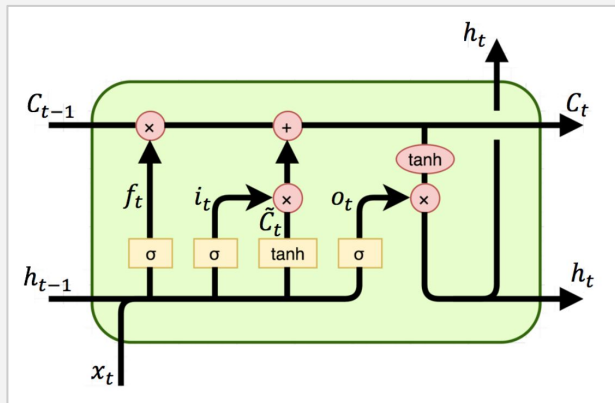 h_t
C_{t-1} × + C_t
tanh
f_t i_t × o_t ×
C̃_t
σ σ tanh σ
h_{t-1} h_t
x_t